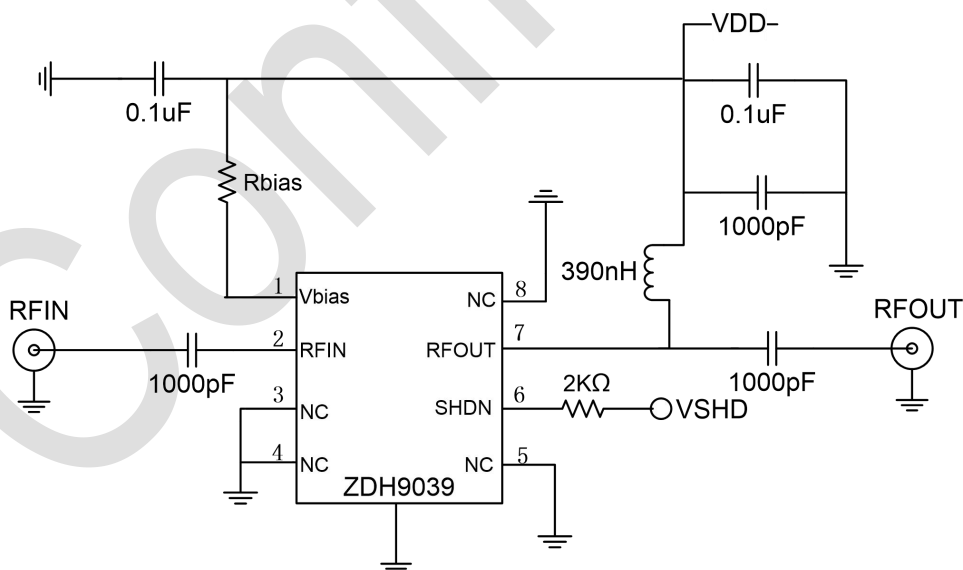 VDD
0.1uF
0.1uF
Rbias
1000pF
390nH
RFIN
RFOUT
1
Vbias
NC
8
2
RFIN
RFOUT
7
1000pF
1000pF
3
NC
SHDN
6
2KΩ
VSHD
4
NC
NC
5
ZDH9039